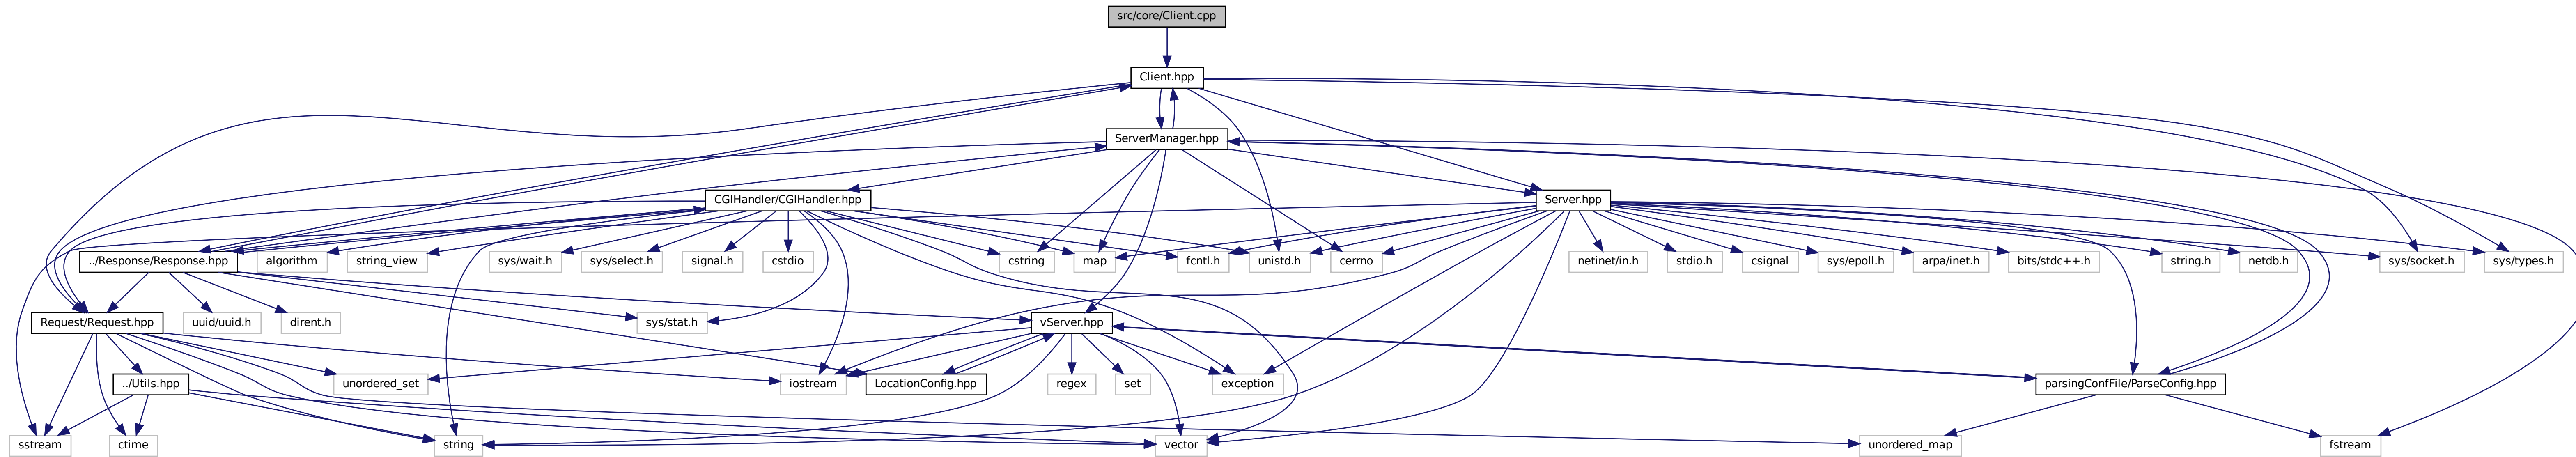 src/core/Client.cpp
Client.hpp
ServerManager.hpp
CGIHandler/CGIHandler.hpp
Server.hpp
../Response/Response.hpp
algorithm
string_view
sys/wait.h
sys/select.h
signal.h
cstdio
cstring
map
fcntl.h
unistd.h
cerrno
netinet/in.h
stdio.h
csignal
sys/epoll.h
arpa/inet.h
bits/stdc++.h
string.h
netdb.h
sys/socket.h
sys/types.h
Request/Request.hpp
uuid/uuid.h
dirent.h
sys/stat.h
vServer.hpp
../Utils.hpp
unordered_set
iostream
LocationConfig.hpp
regex
set
exception
parsingConfFile/ParseConfig.hpp
sstream
ctime
string
vector
unordered_map
fstream